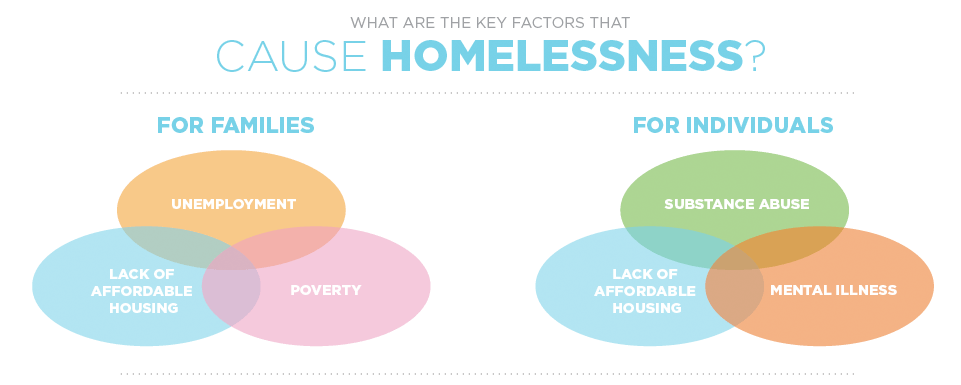 WHAT ARE THE KEY FACTORS THAT
CAUSE HOMELESSNESS?
FOR FAMILIES
UNEMPLOYMENT
LACK OF
AFFORDABLE
HOUSING
POVERTY
FOR INDIVIDUALS
SUBSTANCE ABUSE
LACK OF
AFFORDABLE
HOUSING
MENTAL ILLNESS